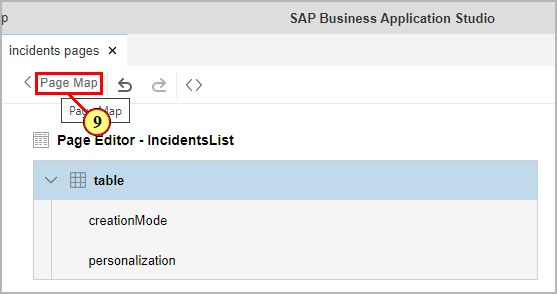 p
SAP Business Application Studio
incidents pages ×
Page Map
Page Map
9
Page Editor - IncidentsList
table
creationMode
personalization